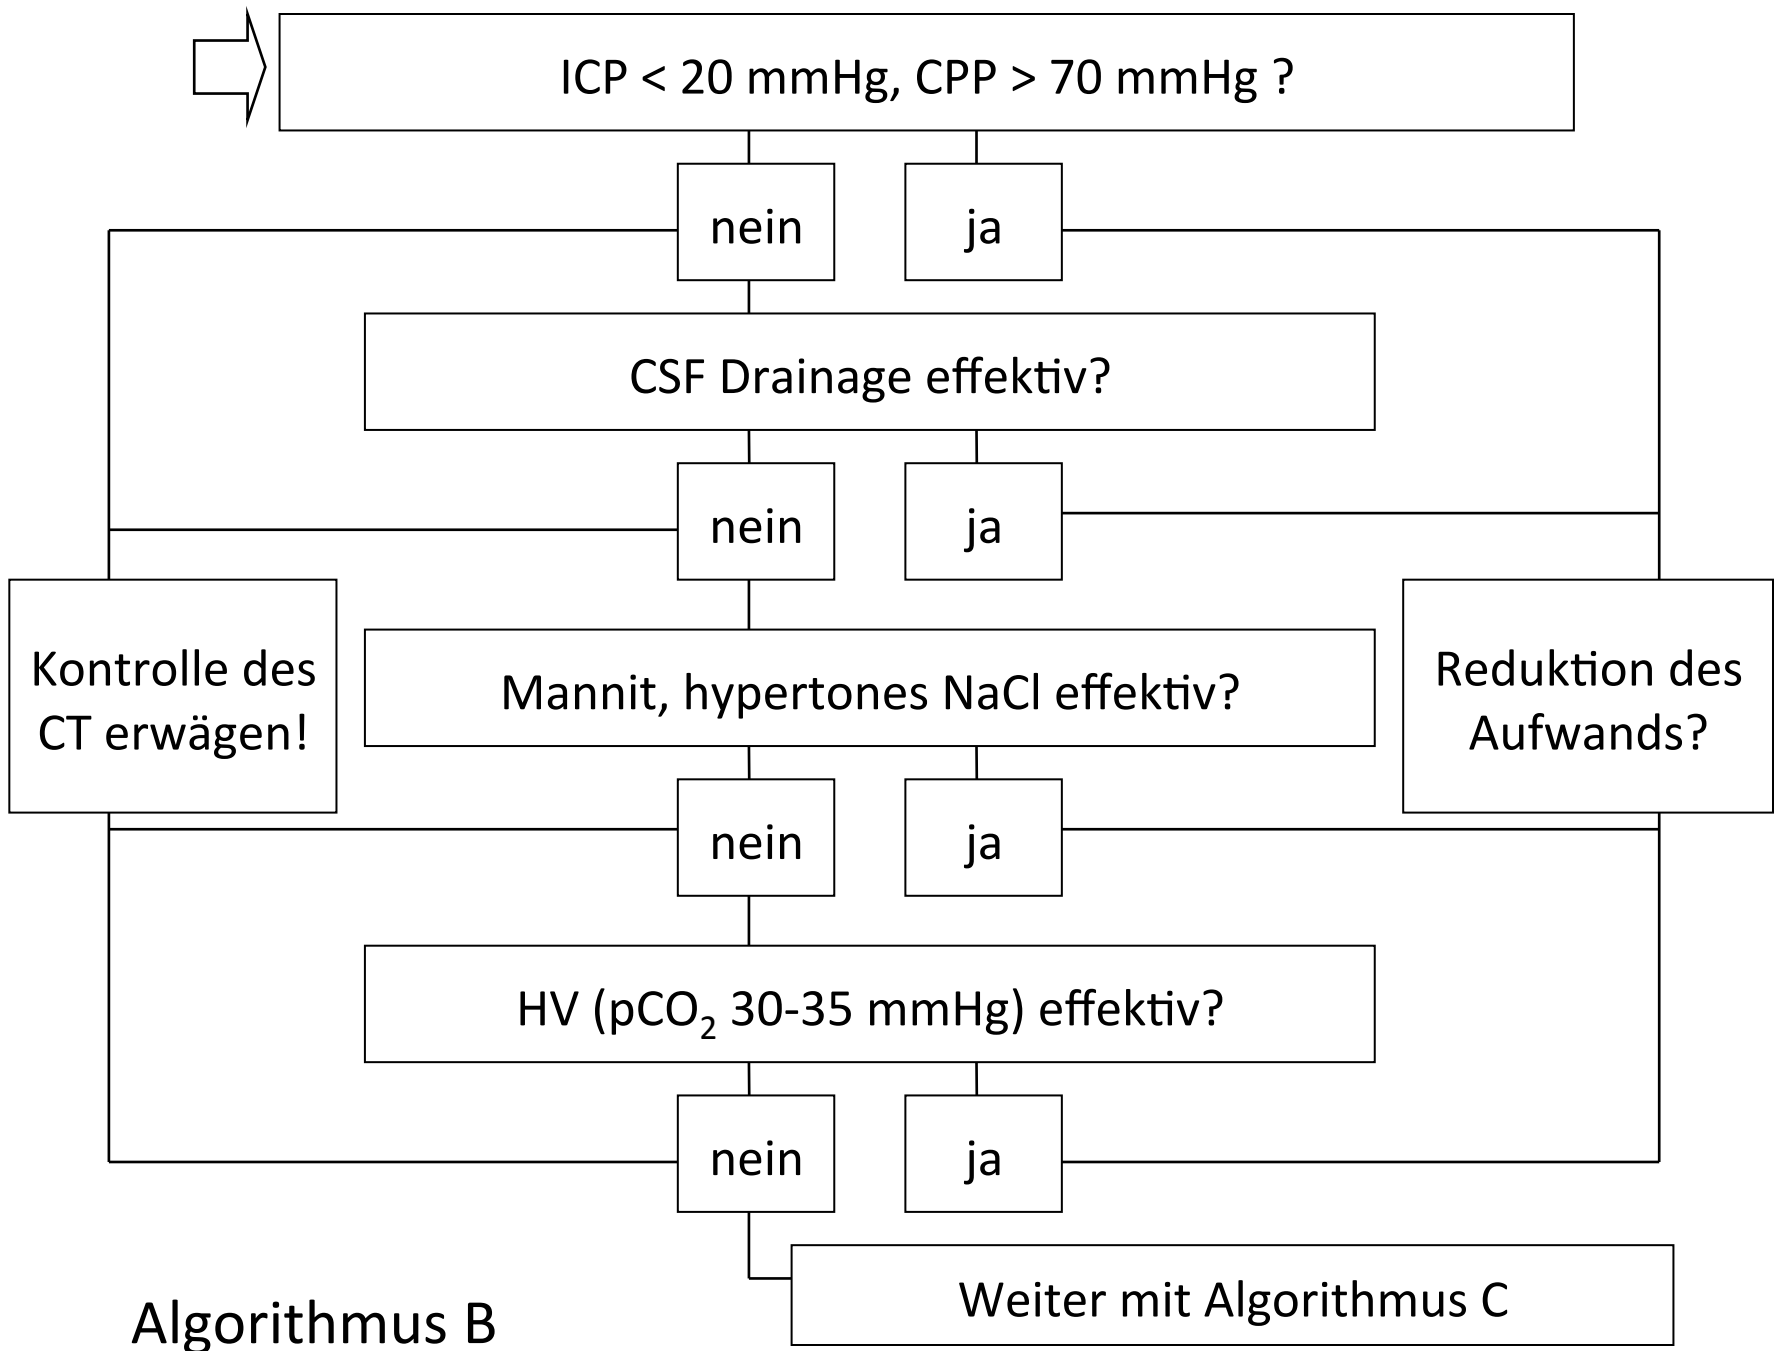 ICP < 20 mmHg, CPP > 70 mmHg ?
nein
ja
CSF Drainage effektiv?
nein
ja
Kontrolle des
CT erwägen!
Mannit, hypertones NaCl effektiv?
Reduktion des
Aufwands?
nein
ja
HV (pCO₂ 30-35 mmHg) effektiv?
nein
ja
Weiter mit Algorithmus C
Algorithmus B